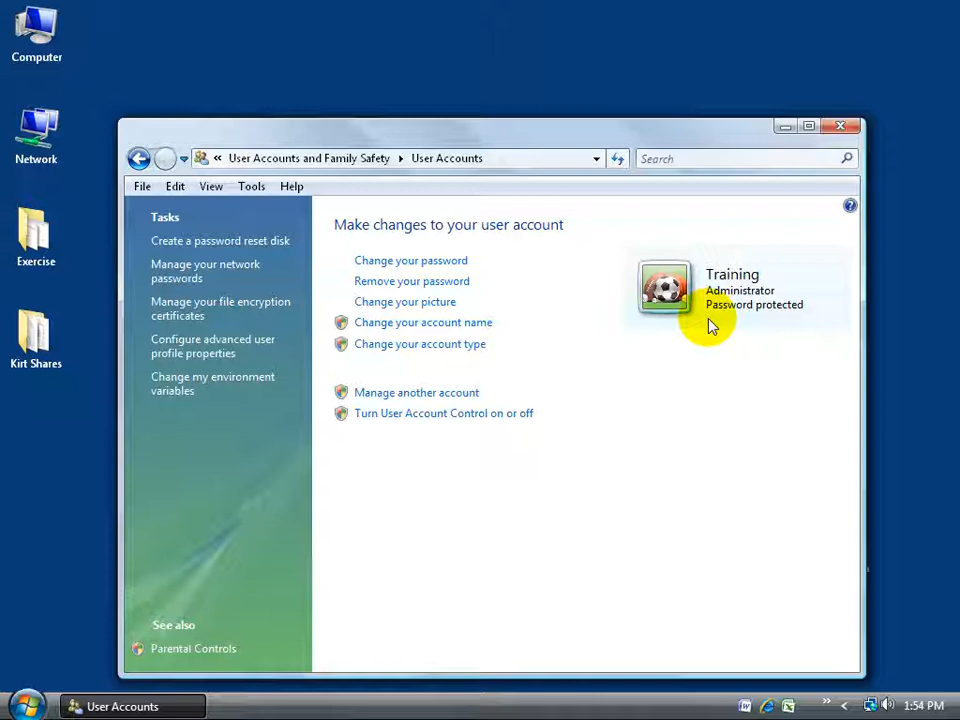 Computer
Network
Exercise
Kirt Shares
« User Accounts and Family Safety User Accounts
Search
File Edit View Tools Help
Tasks
Create a password reset disk
Manage your network
passwords
Manage your file encryption
certificates
Configure advanced user
profile properties
Change my environment
variables
See also
Parental Controls
Make changes to your user account
Change your password
Remove your password
Change your picture
Change your account name
Change your account type
Manage another account
Turn User Account Control on or off
Training
Administrator
Password protected
User Accounts
1:54 PM